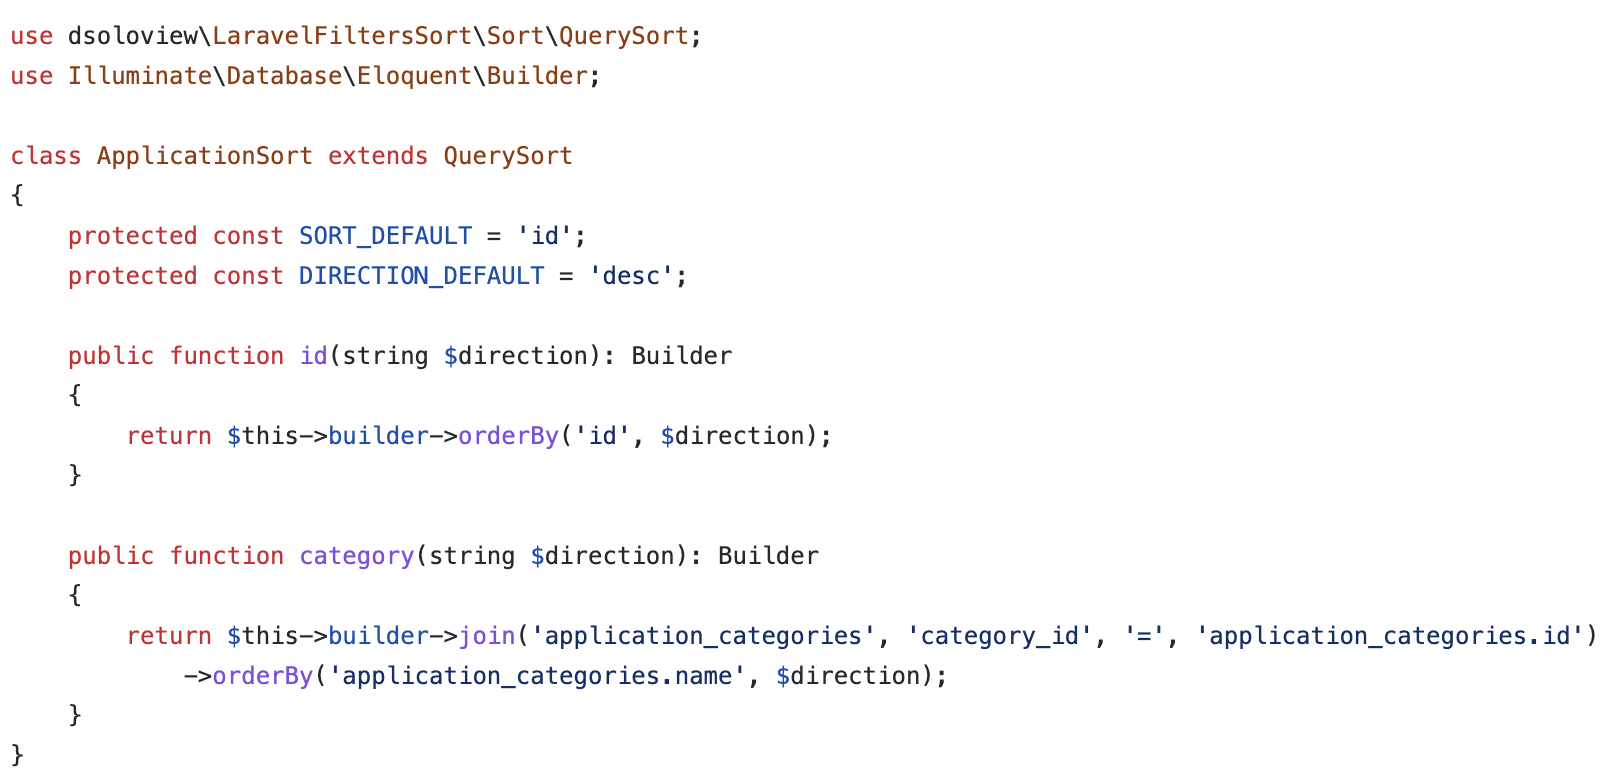 use dsoloview\LaravelFiltersSort\Sort\QuerySort;
use Illuminate\Database\Eloquent\Builder;

class ApplicationSort extends QuerySort
{
    protected const SORT_DEFAULT = 'id';
    protected const DIRECTION_DEFAULT = 'desc';

    public function id(string $direction): Builder
    {
        return $this->builder->orderBy('id', $direction);
    }

    public function category(string $direction): Builder
    {
        return $this->builder->join('application_categories', 'category_id', '=', 'application_categories.id')
            ->orderBy('application_categories.name', $direction);
    }
}